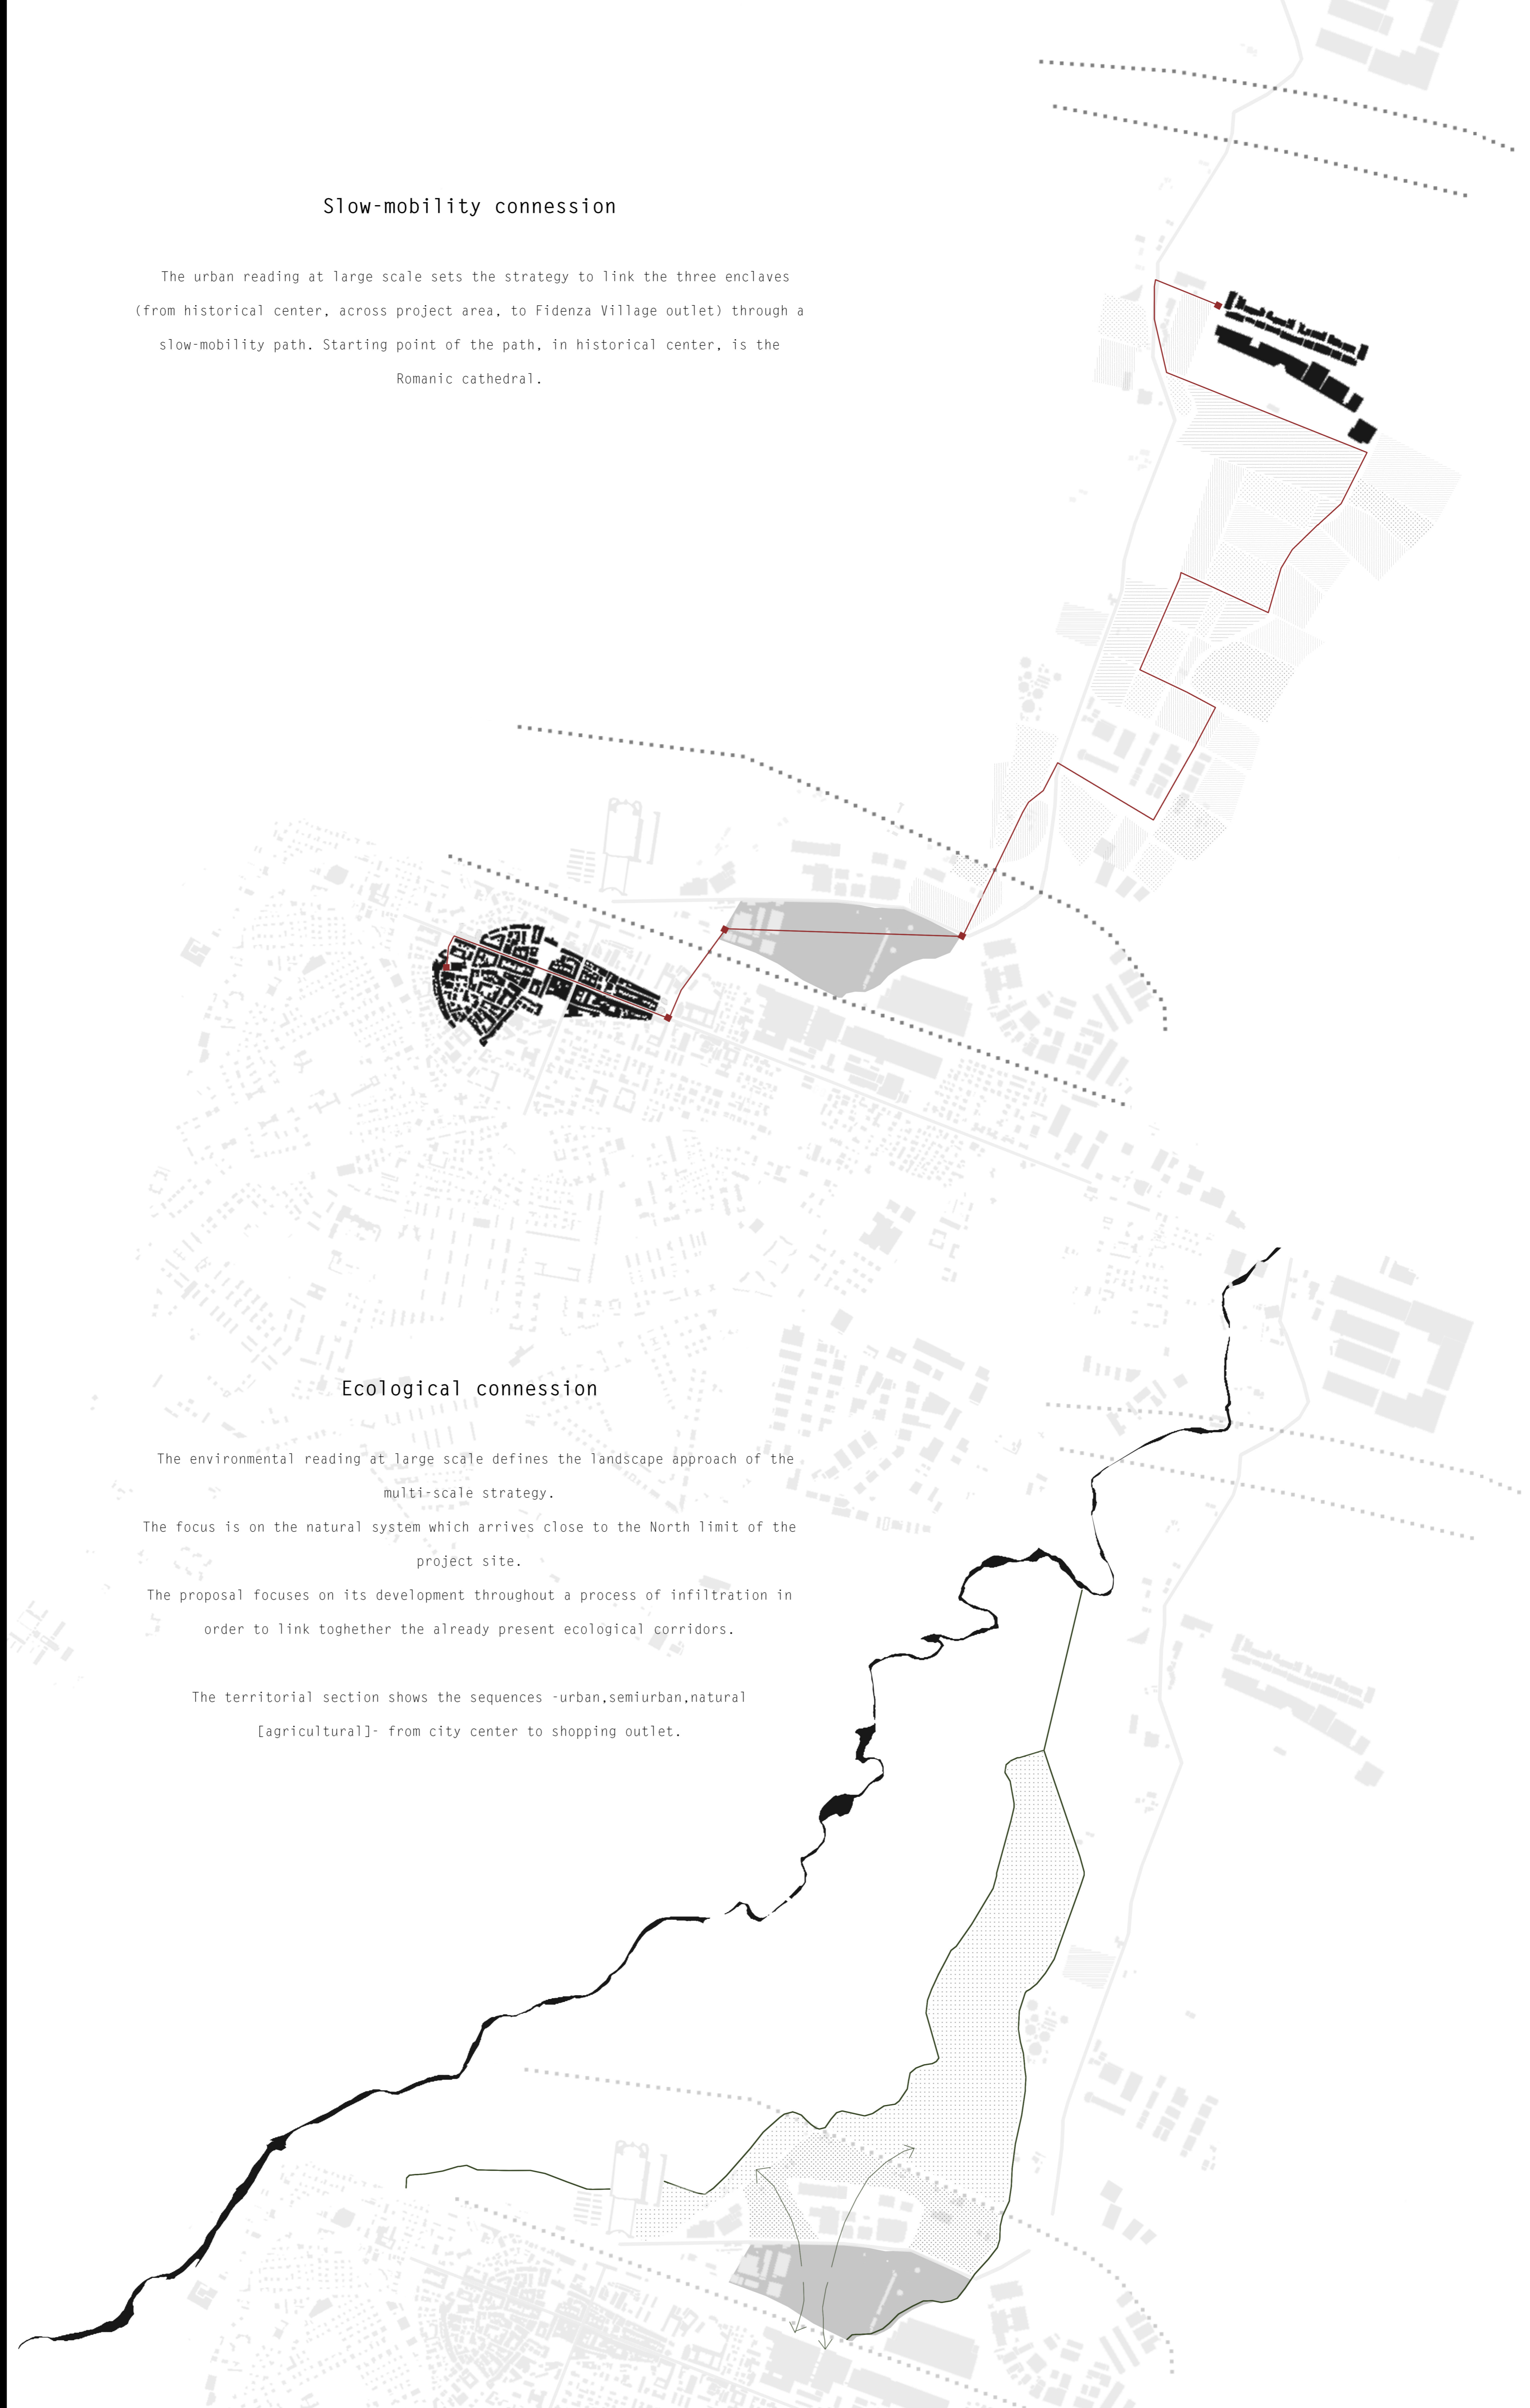 Slow-mobility connession
The urban reading at large scale sets the strategy to link the three enclaves
(from historical center, across project area, to Fidenza Village outlet) through a
slow-mobility path. Starting point of the path, in historical center, is the
Romanic cathedral.
Ecological connession
The environmental reading at large scale defines the landscape approach of the
multi-scale strategy.
The focus is on the natural system which arrives close to the North limit of the
project site.
The proposal focuses on its development throughout a process of infiltration in
order to link toghether the already present ecological corridors.
The territorial section shows the sequences -urban,semiurban,natural
[agricultural]- from city center to shopping outlet.